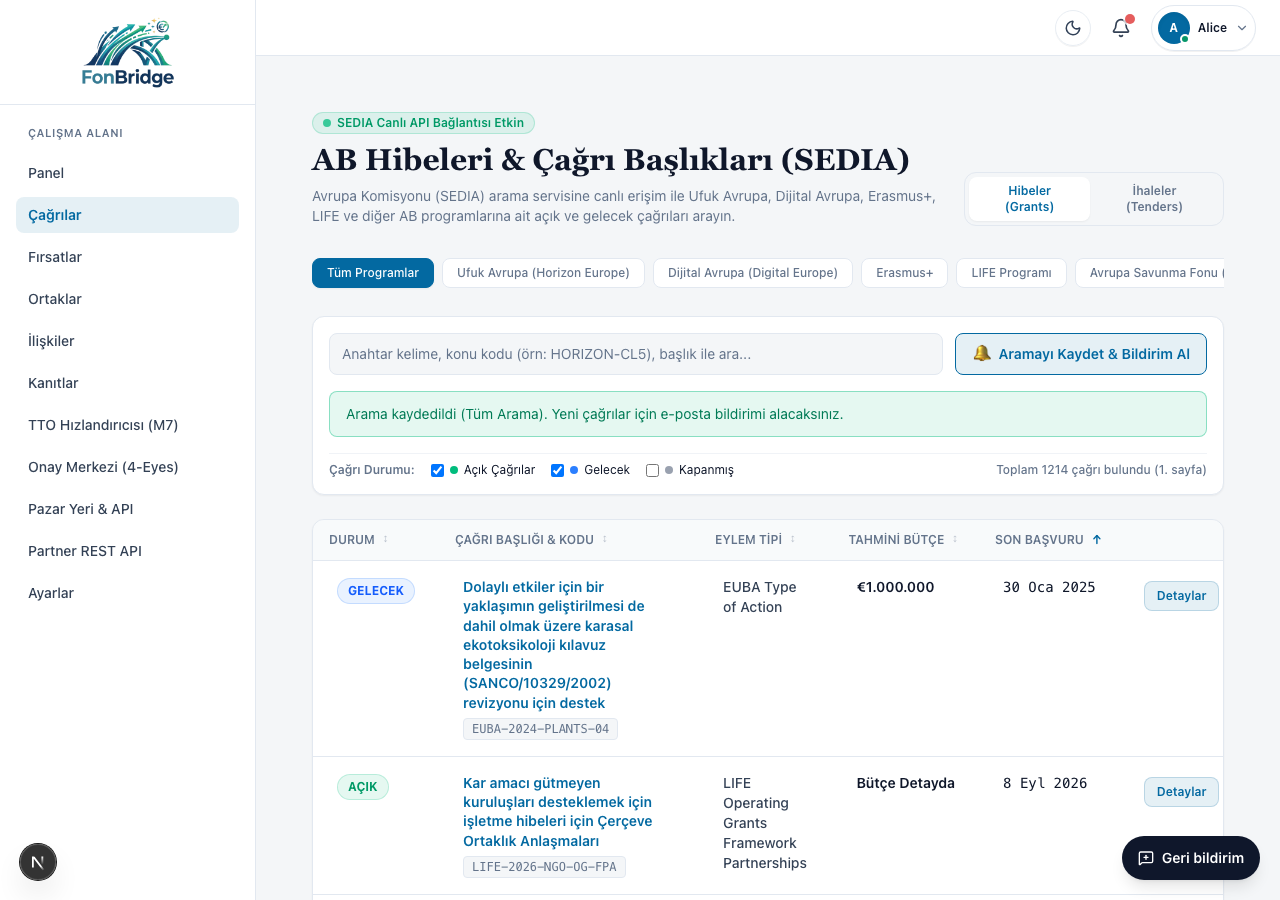 FonBridge
A
Alice
ÇALIŞMA ALANI
Panel
Çağrılar
Fırsatlar
Ortaklar
İlişkiler
Kanıtlar
TTO Hızlandırıcısı (M7)
Onay Merkezi (4-Eyes)
Pazar Yeri & API
Partner REST API
Ayarlar
N
SEDIA Canlı API Bağlantısı Etkin
AB Hibeleri & Çağrı Başlıkları (SEDIA)
Avrupa Komisyonu (SEDIA) arama servisine canlı erişim ile Ufuk Avrupa, Dijital Avrupa, Erasmus+,
LIFE ve diğer AB programlarına ait açık ve gelecek çağrıları arayın.
Hibeler
(Grants)
İhaleler
(Tenders)
Tüm Programlar
Ufuk Avrupa (Horizon Europe)
Dijital Avrupa (Digital Europe)
Erasmus+
LIFE Programı
Avrupa Savunma Fonu (
Anahtar kelime, konu kodu (örn: HORIZON-CL5), başlık ile ara...
Aramayı Kaydet & Bildirim Al
Arama kaydedildi (Tüm Arama). Yeni çağrılar için e-posta bildirimi alacaksınız.
Çağrı Durumu:
Açık Çağrılar
Gelecek
Kapanmış
Toplam 1214 çağrı bulundu (1. sayfa)
DURUM
ÇAĞRI BAŞLIĞI & KODU
EYLEM TİPİ
TAHMİNİ BÜTÇE
SON BAŞVURU
GELECEK
Dolaylı etkiler için bir
yaklaşımın geliştirilmesi de
dahil olmak üzere karasal
ekotoksikoloji kılavuz
belgesinin
(SANCO/10329/2002)
revizyonu için destek
EUBA-2024-PLANTS-04
EUBA Type
of Action
€1.000.000
30 Oca 2025
Detaylar
AÇIK
Kar amacı gütmeyen
kuruluşları desteklemek için
işletme hibeleri için Çerçeve
Ortaklık Anlaşmaları
LIFE-2026-NGO-OG-FPA
LIFE
Operating
Grants
Framework
Partnerships
Bütçe Detayda
8 Eyl 2026
Detaylar
Geri bildirim